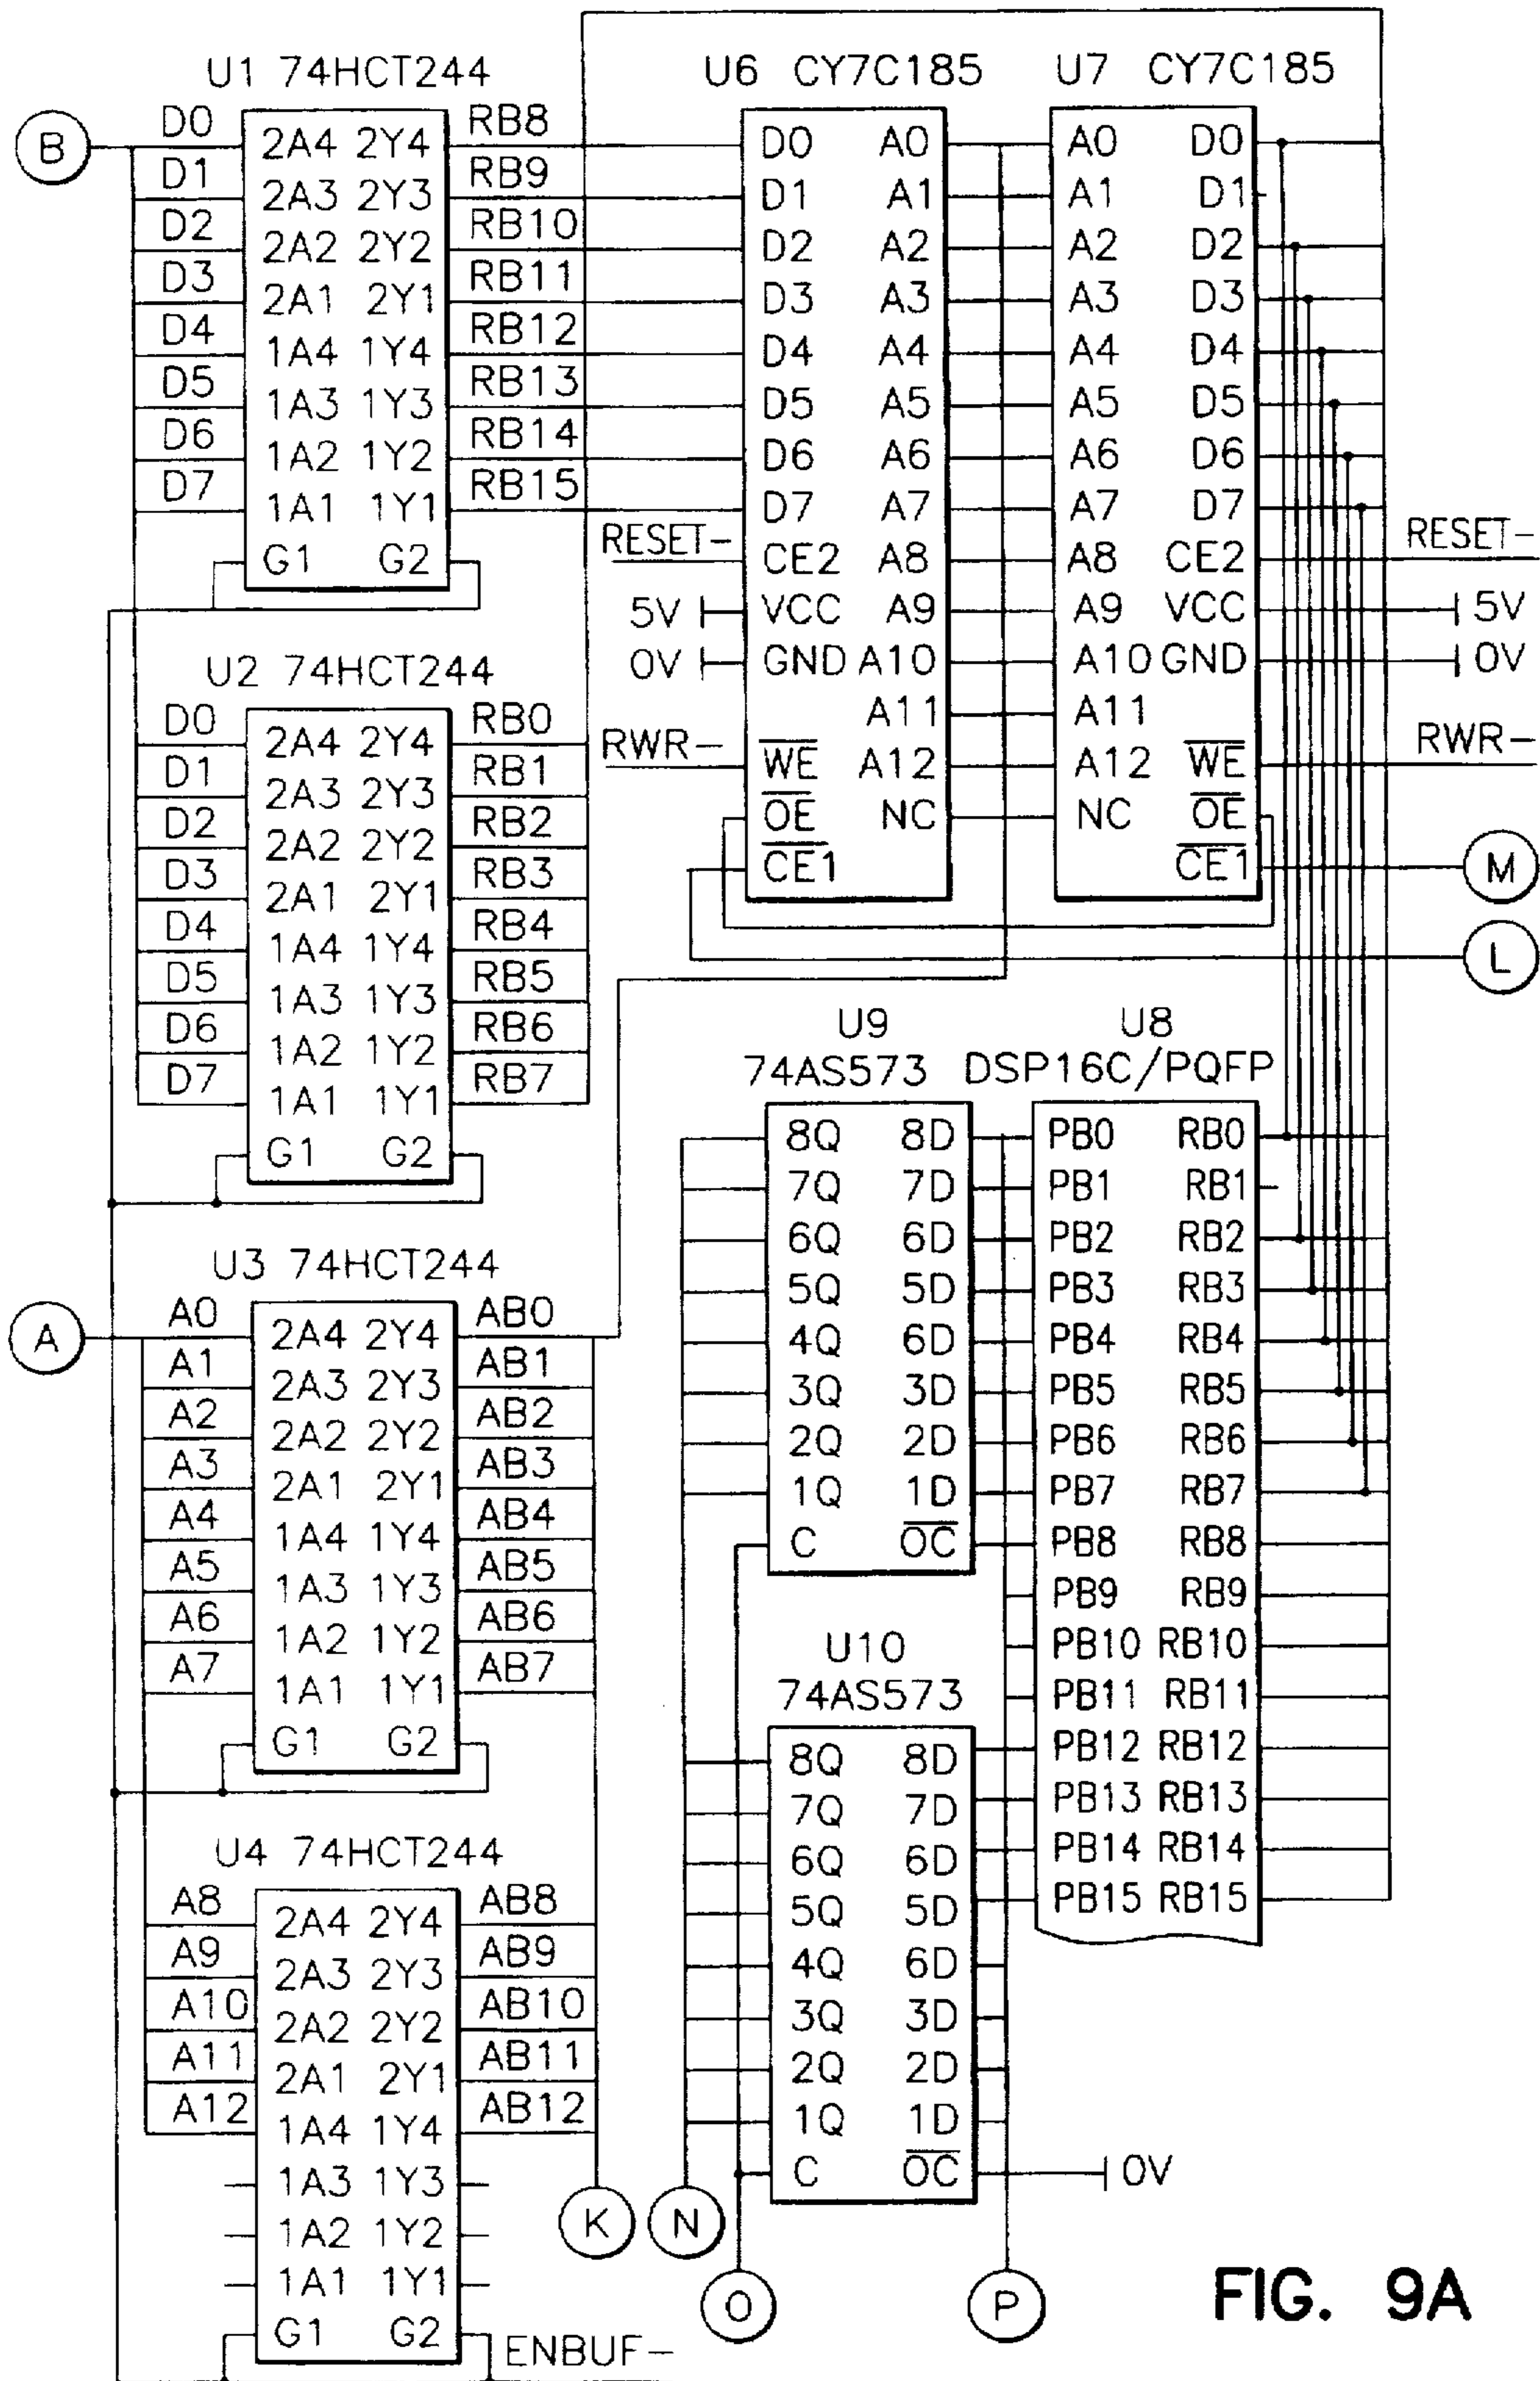 U1 74HCT244
B
D0 2A4 2Y4 RB8
D1 2A3 2Y3 RB9
D2 2A2 2Y2 RB10
D3 2A1 2Y1 RB11
D4 1A4 1Y4 RB12
D5 1A3 1Y3 RB13
D6 1A2 1Y2 RB14
D7 1A1 1Y1 RB15
G1 G2
U2 74HCT244
D0 2A4 2Y4 RB0
D1 2A3 2Y3 RB1
D2 2A2 2Y2 RB2
D3 2A1 2Y1 RB3
D4 1A4 1Y4 RB4
D5 1A3 1Y3 RB5
D6 1A2 1Y2 RB6
D7 1A1 1Y1 RB7
G1 G2
U3 74HCT244
A
A0 2A4 2Y4 AB0
A1 2A3 2Y3 AB1
A2 2A2 2Y2 AB2
A3 2A1 2Y1 AB3
A4 1A4 1Y4 AB4
A5 1A3 1Y3 AB5
A6 1A2 1Y2 AB6
A7 1A1 1Y1 AB7
G1 G2
U4 74HCT244
A8 2A4 2Y4 AB8
A9 2A3 2Y3 AB9
A10 2A2 2Y2 AB10
A11 2A1 2Y1 AB11
A12 1A4 1Y4 AB12
1A3 1Y3
1A2 1Y2
1A1 1Y1
G1 G2 ENBUF-
U6 CY7C185 U7 CY7C185
D0 A0 A0 D0
D1 A1 A1 D1
D2 A2 A2 D2
D3 A3 A3 D3
D4 A4 A4 D4
D5 A5 A5 D5
D6 A6 A6 D6
D7 A7 A7 D7
RESET- CE2 A8 A8 CE2 RESET-
5V VCC A9 A9 VCC 5V
0V GND A10 A10 GND 0V
A11 A11
RWR- WE A12 A12 WE RWR-
OE NC NC OE
CE1 CE1 M
L
U9 U8
74AS573 DSP16C/PQFP
8Q 8D PB0 RB0
7Q 7D PB1 RB1
6Q 6D PB2 RB2
5Q 5D PB3 RB3
4Q 6D PB4 RB4
3Q 3D PB5 RB5
2Q 2D PB6 RB6
1Q 1D PB7 RB7
C OC PB8 RB8
PB9 RB9
U10 PB10 RB10
74AS573 PB11 RB11
8Q 8D PB12 RB12
7Q 7D PB13 RB13
6Q 6D PB14 RB14
5Q 5D PB15 RB15
4Q 6D
3Q 3D
2Q 2D
1Q 1D
C OC 0V
K N
O P
FIG. 9A